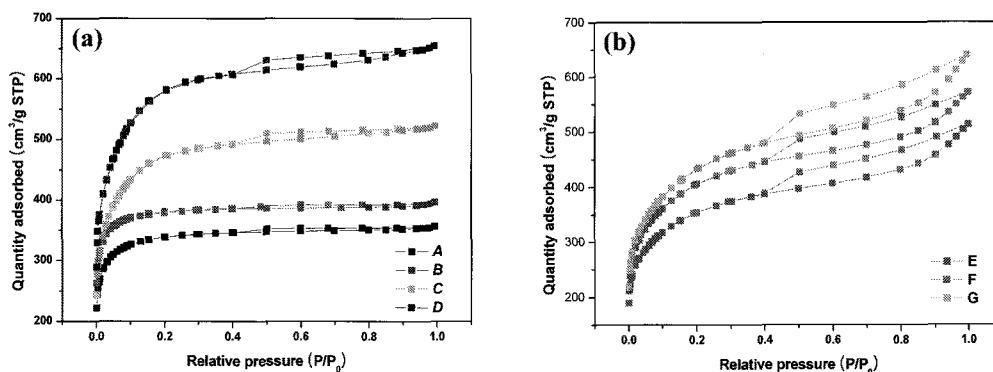 (a)
Quantity adsorbed (cm³/g STP)
700
600
500
400
300
200
0.0 0.2 0.4 0.6 0.8 1.0
Relative pressure (P/P₀)
A
B
C
D
(b)
Quantity adsorbed (cm³/g STP)
700
600
500
400
300
200
0.0 0.2 0.4 0.6 0.8 1.0
Relative pressure (P/P₀)
E
F
G